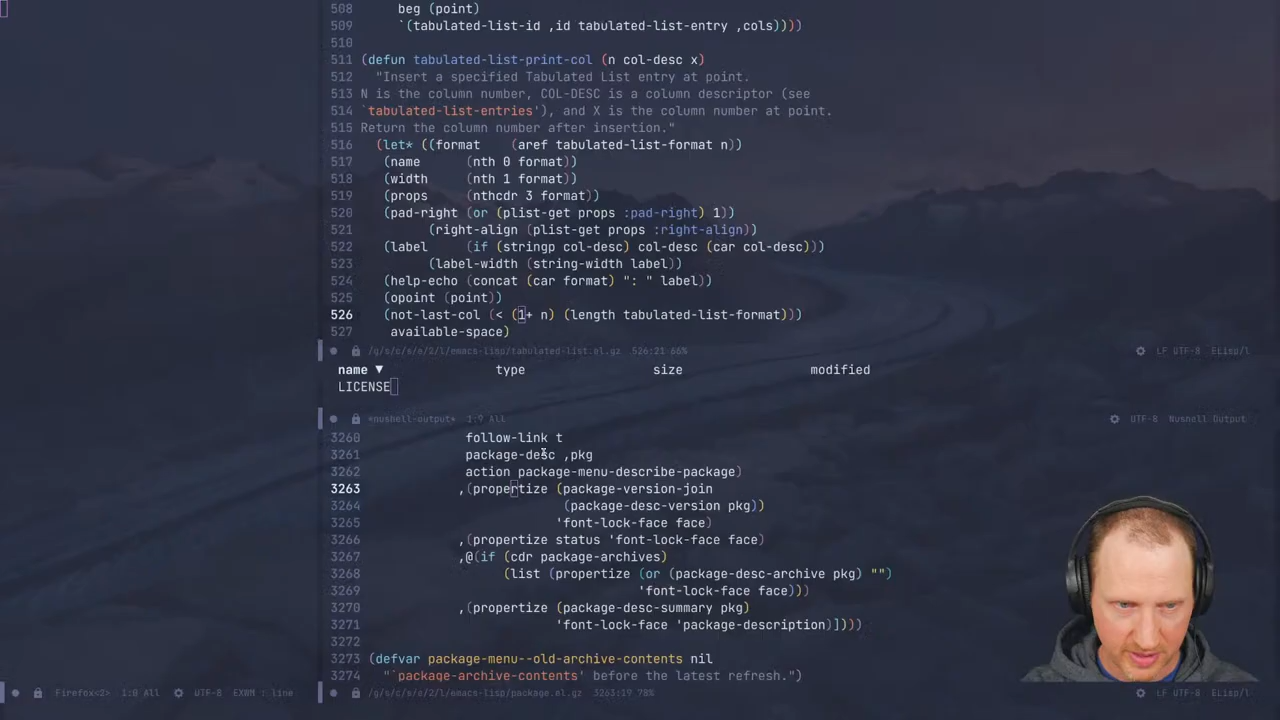 508 beg (point)
509 `(tabulated-list-id ,id tabulated-list-entry ,cols))))
510
511 (defun tabulated-list-print-col (n col-desc x)
512 "Insert a specified Tabulated List entry at point.
513 N is the column number, COL-DESC is a column descriptor (see
514 `tabulated-list-entries'), and X is the column number at point.
515 Return the column number after insertion."
516 (let* ((format (aref tabulated-list-format n))
517 (name (nth 0 format))
518 (width (nth 1 format))
519 (props (nthcdr 3 format))
520 (pad-right (or (plist-get props :pad-right) 1))
521 (right-align (plist-get props :right-align))
522 (label (if (stringp col-desc) col-desc (car col-desc)))
523 (label-width (string-width label))
524 (help-echo (concat (car format) ": " label))
525 (opoint (point))
526 (not-last-col (< (1+ n) (length tabulated-list-format)))
527 available-space)
/g/s/c/s/e/2/l/emacs-lisp/tabulated-list.el.gz 526:21 66% LF UTF-8 ELisp/l
name ▼ type size modified
LICENSE
*nushell-output* 1:9 All UTF-8 Nushell Output
3260 follow-link t
3261 package-desc ,pkg
3262 action package-menu-describe-package)
3263 ,(propertize (package-version-join
3264 (package-desc-version pkg))
3265 'font-lock-face face)
3266 ,(propertize status 'font-lock-face face)
3267 ,@(if (cdr package-archives)
3268 (list (propertize (or (package-desc-archive pkg) "")
3269 'font-lock-face face)))
3270 ,(propertize (package-desc-summary pkg)
3271 'font-lock-face 'package-description)])))
3272
3273 (defvar package-menu--old-archive-contents nil
3274 "`package-archive-contents' before the latest refresh.")
Firefox<2> 1:0 All UTF-8 EXWM : line
/g/s/c/s/e/2/l/emacs-lisp/package.el.gz 3263:19 78% LF UTF-8 ELisp/l